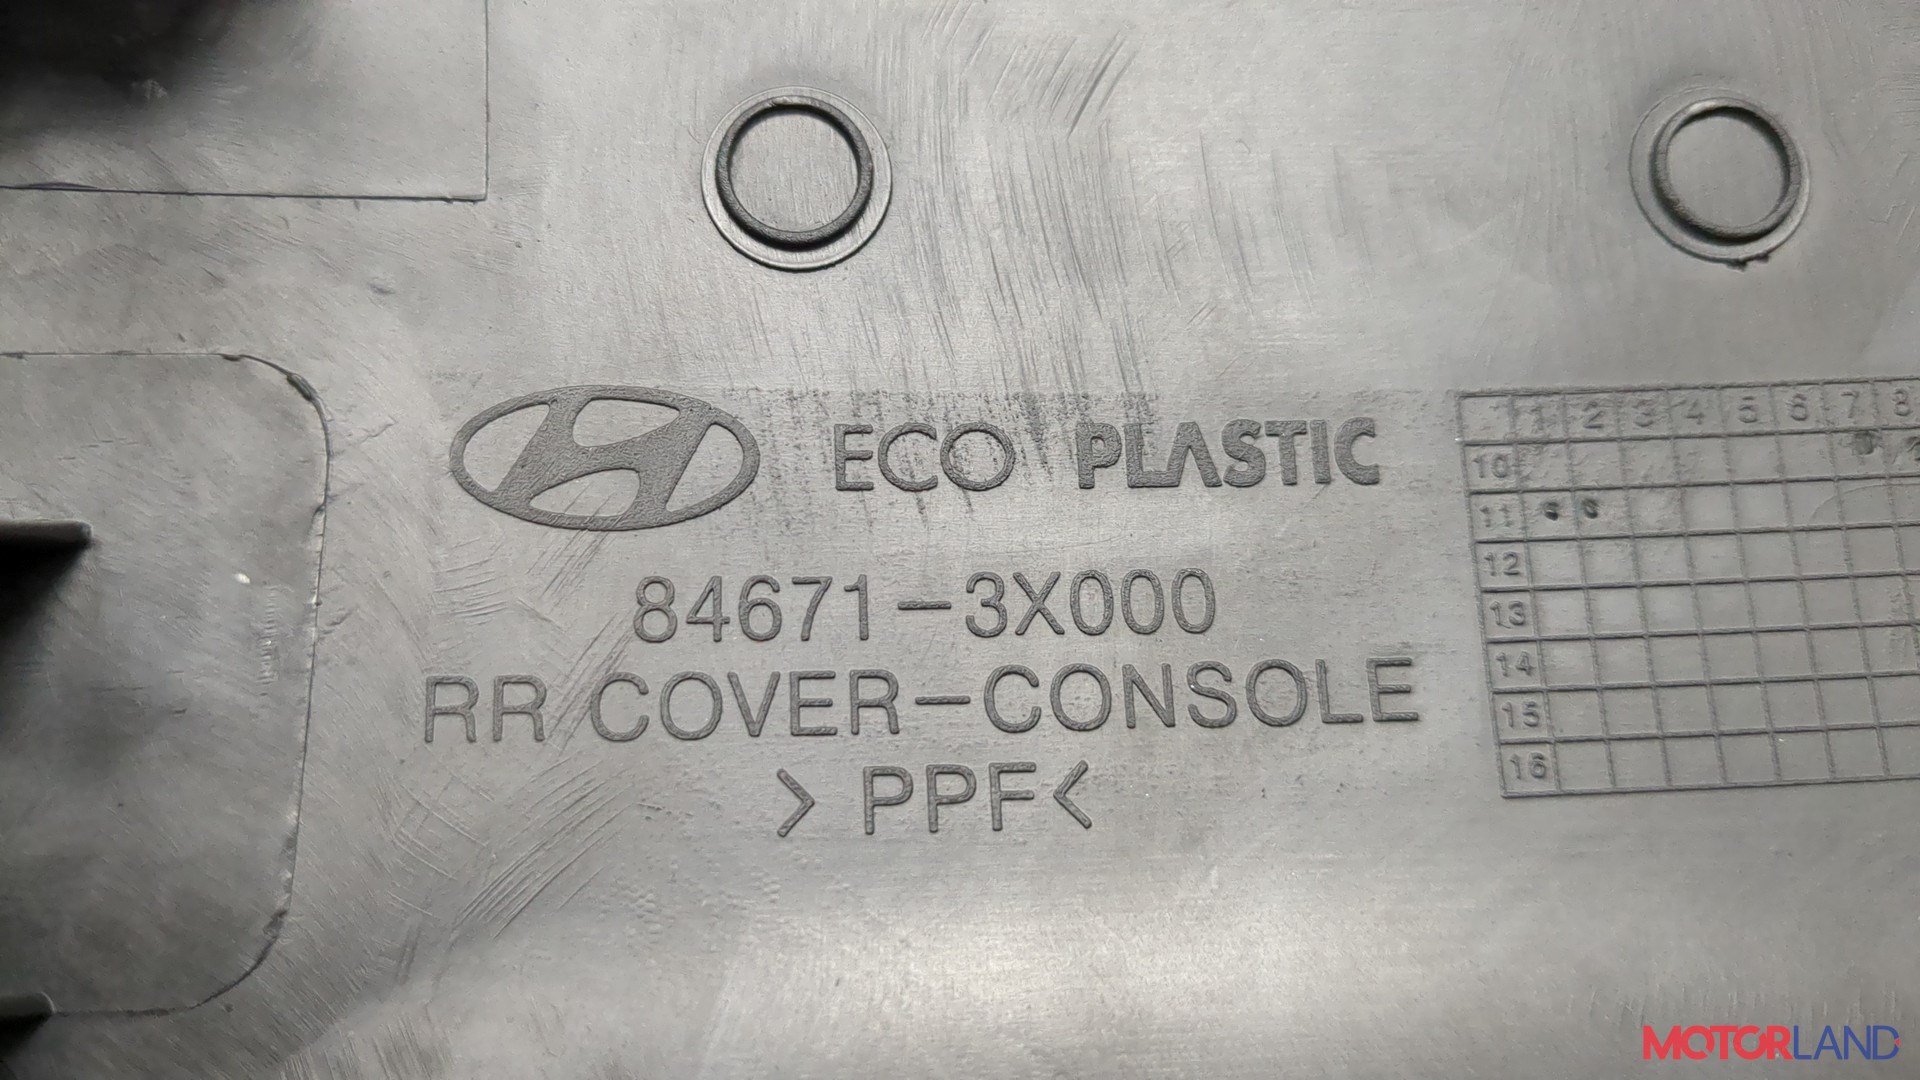 ECO PLASTIC
84671-3X000
RR COVER-CONSOLE
>PPF<
1 2 3 4 5 6 7 8
10
11
12
13
14
15
16
MOTORLAND